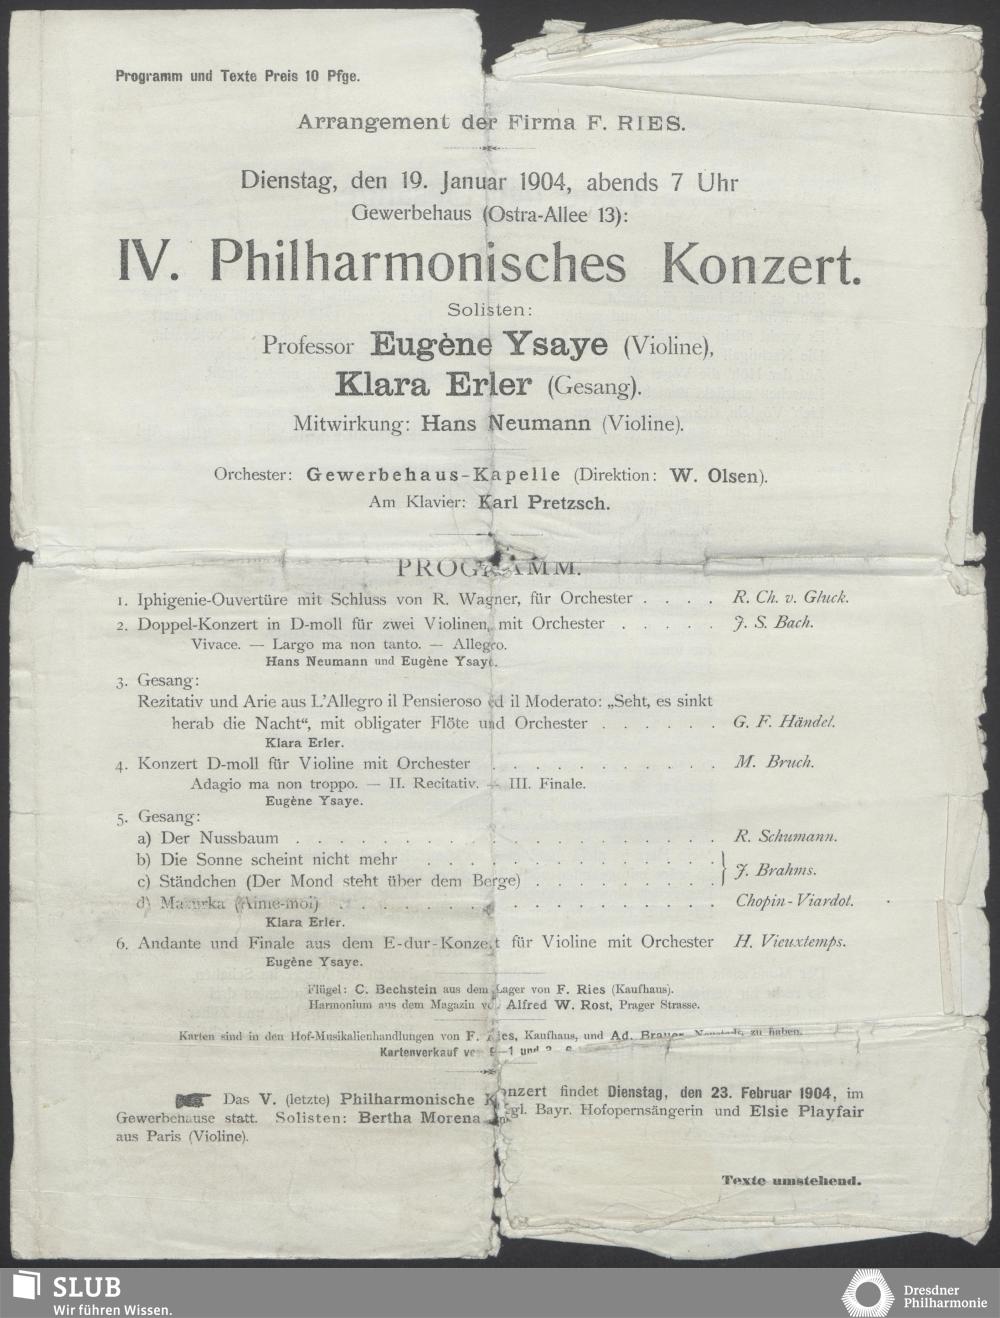 Programm und Texte Preis 10 Pfge.
Arrangement der Firma F. RIES.
Dienstag, den 19. Januar 1904, abends 7 Uhr
Gewerbehaus (Ostra-Allee 13):
IV. Philharmonisches Konzert.
Solisten:
Professor Eugène Ysaye (Violine),
Klara Erler (Gesang).
Mitwirkung: Hans Neumann (Violine).
Orchester: Gewerbehaus-Kapelle (Direktion: W. Olsen).
Am Klavier: Karl Pretzsch.
PROGRAMM.
1. Iphigenie-Ouvertüre mit Schluss von R. Wagner, für Orchester . . . . R. Ch. v. Gluck.
2. Doppel-Konzert in D-moll für zwei Violinen, mit Orchester . . . . . J. S. Bach.
Vivace. — Largo ma non tanto. — Allegro.
Hans Neumann und Eugène Ysaye.
3. Gesang:
Rezitativ und Arie aus L'Allegro il Pensieroso ed il Moderato: „Seht, es sinkt
herab die Nacht“, mit obligater Flöte und Orchester . . . . . . G. F. Händel.
Klara Erler.
4. Konzert D-moll für Violine mit Orchester . . . . . . . . . . . M. Bruch.
Adagio ma non troppo. — II. Recitativ. — III. Finale.
Eugène Ysaye.
5. Gesang:
a) Der Nussbaum . . . . . . . . . . . . . . . . . . . . R. Schumann.
b) Die Sonne scheint nicht mehr . . . . . . . . . . . . . .
c) Ständchen (Der Mond steht über dem Berge) . . . . . . . . . } J. Brahms.
d) Mazurka (Aime-moi) . . . . . . . . . . . . . . . . . . Chopin-Viardot.
Klara Erler.
6. Andante und Finale aus dem E-dur-Konzert für Violine mit Orchester H. Vieuxtemps.
Eugène Ysaye.
Flügel: C. Bechstein aus dem Lager von F. Ries (Kaufhaus).
Harmonium aus dem Magazin von Alfred W. Rost, Prager Strasse.
Karten sind in den Hof-Musikalienhandlungen von F. Ries, Kaufhaus, und Ad. Brauer, Neustadt, zu haben.
Kartenverkauf von 9—1 und
Das V. (letzte) Philharmonische Konzert findet Dienstag, den 23. Februar 1904, im
Gewerbehause statt. Solisten: Bertha Morena Kgl. Bayr. Hofopernsängerin und Elsie Playfair
aus Paris (Violine).
Texte umstehend.
SLUB
Wir führen Wissen.
Dresdner
Philharmonie